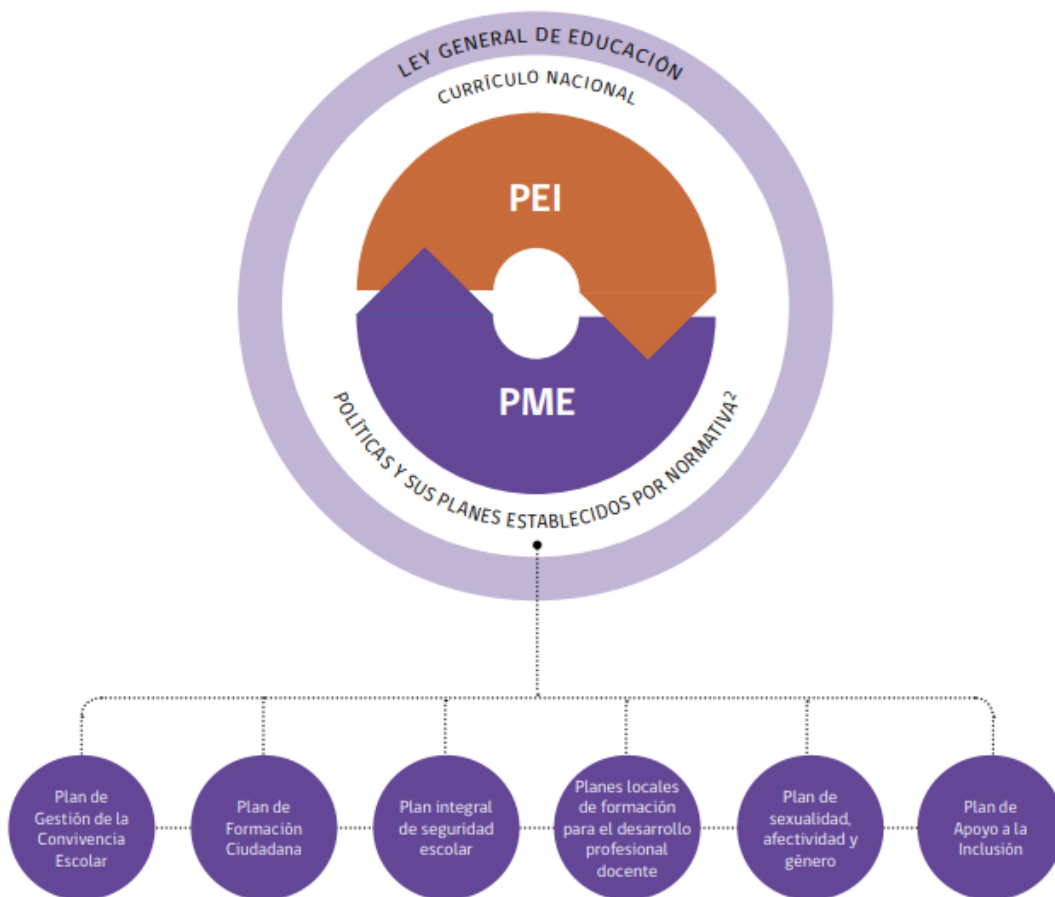 LEY GENERAL DE EDUCACIÓN
CURRÍCULO NACIONAL
PEI
PME
POLÍTICAS Y SUS PLANES ESTABLECIDOS POR NORMATIVA²
Plan de
Gestión de la
Convivencia
Escolar
Plan de
Formación
Ciudadana
Plan integral
de seguridad
escolar
Planes locales
de formación
para el desarrollo
profesional
docente
Plan de
sexualidad,
afectividad y
género
Plan de
Apoyo a la
Inclusión